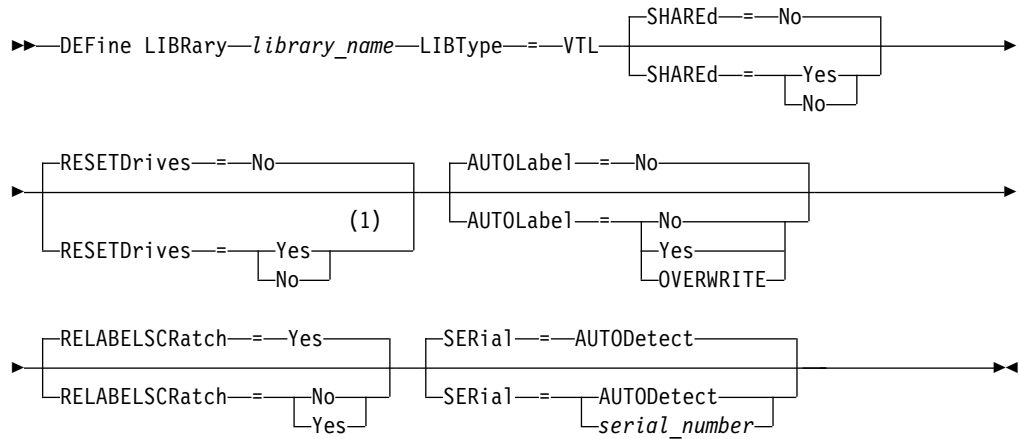 SHAREd = No
DEFine LIBRary library_name LIBType = VTL
SHAREd = Yes
No
RESETDrives = No
AUTOLabel = No
(1)
RESETDrives = Yes
No
AUTOLabel = No
Yes
OVERWRITE
RELABELSCRatch = Yes
SERial = AUTODetect
RELABELSCRatch = No
Yes
SERial = AUTODetect
serial_number